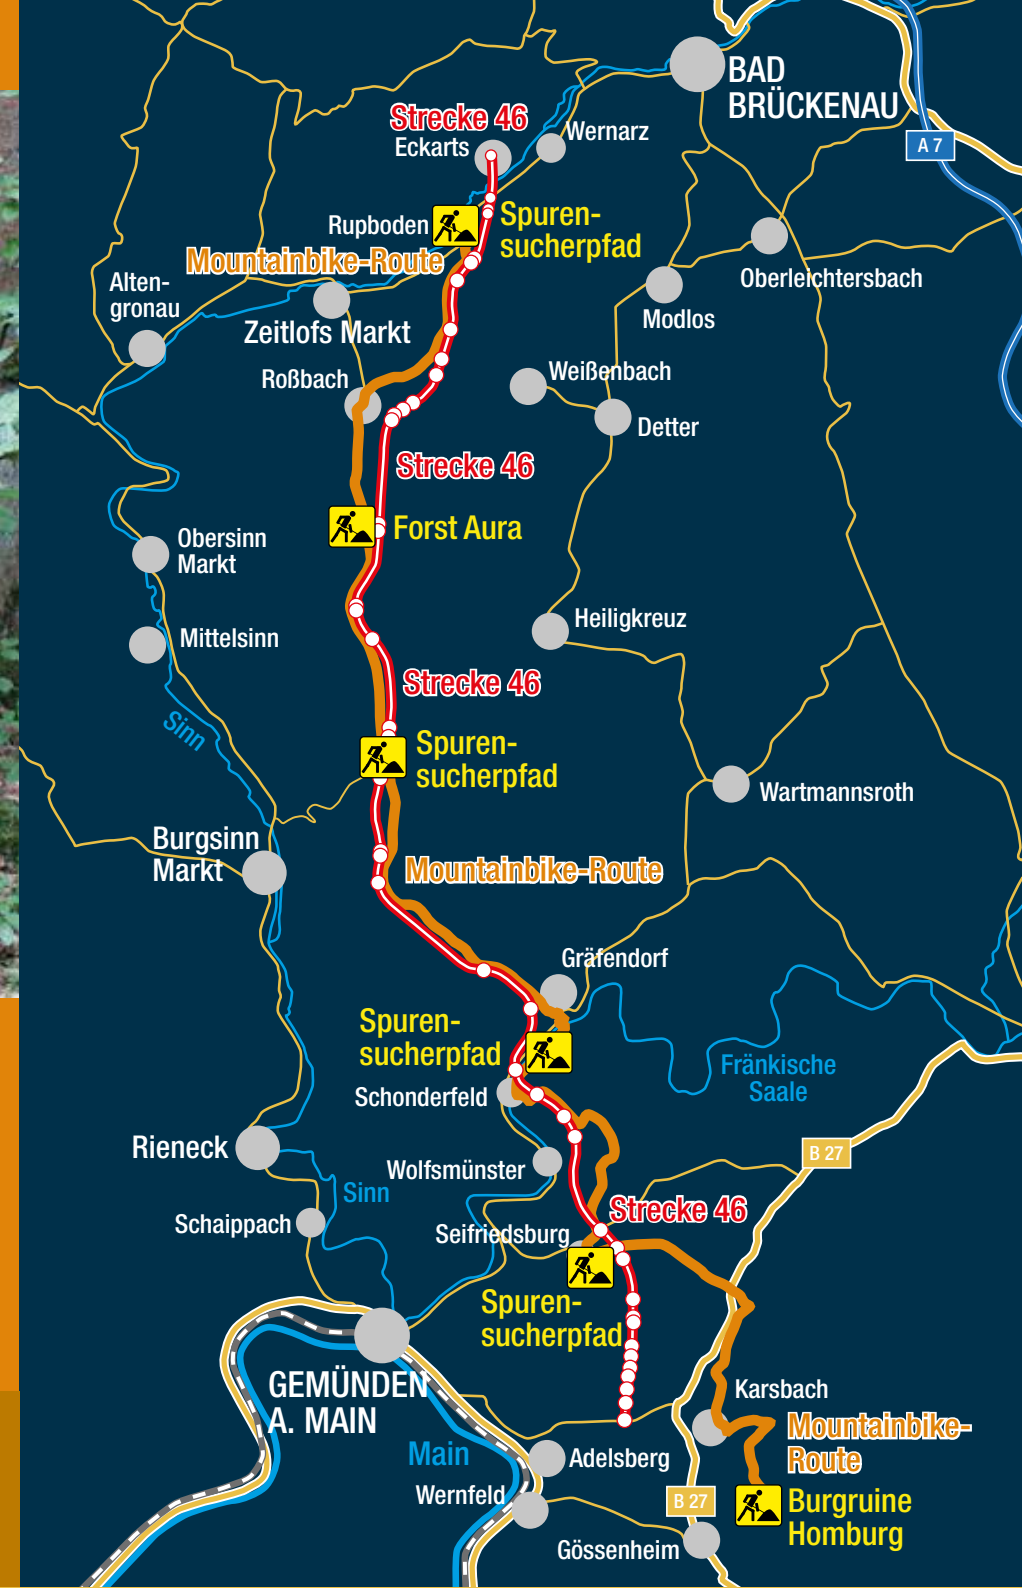 BAD
BRÜCKENAU
Strecke 46
Eckarts
Wernarz
A 7
Rupboden
Spuren-
sucherpfad
Mountainbike-Route
Oberleichtersbach
Alten-
gronau
Modlos
Zeitlofs Markt
Roßbach
Weißenbach
Detter
Strecke 46
Forst Aura
Obersinn
Markt
Heiligkreuz
Mittelsinn
Strecke 46
Sinn
Spuren-
sucherpfad
Wartmannsroth
Burgsinn
Markt
Mountainbike-Route
Gräfendorf
Spuren-
sucherpfad
Fränkische
Saale
Schonderfeld
Rieneck
B 27
Wolfsmünster
Sinn
Strecke 46
Schaippach
Seifriedsburg
Spuren-
sucherpfad
GEMÜNDEN
A. MAIN
Karsbach
Mountainbike-
Route
Main
Adelsberg
Wernfeld
B 27
Burgruine
Homburg
Gössenheim